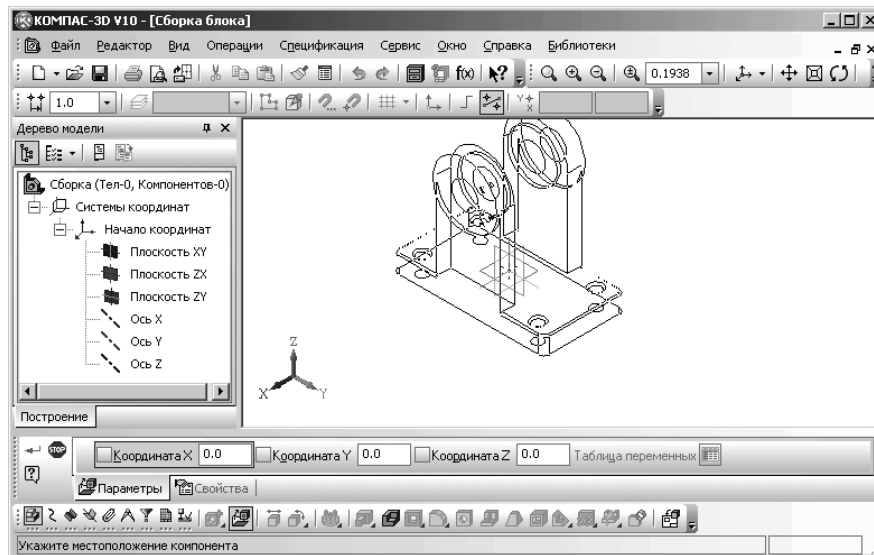 КОМПАС-3D V10 - [Сборка блока]
Файл Редактор Вид Операции Спецификация Сервис Окно Справка Библиотеки
f(x) 0.1938
1.0
Дерево модели
Сборка (Тел-0, Компонентов-0)
Системы координат
Начало координат
Плоскость XY
Плоскость ZX
Плоскость ZY
Ось X
Ось Y
Ось Z
Z
X Y
Построение
STOP Координата X 0.0 Координата Y 0.0 Координата Z 0.0 Таблица переменных
Параметры Свойства
Укажите местоположение компонента